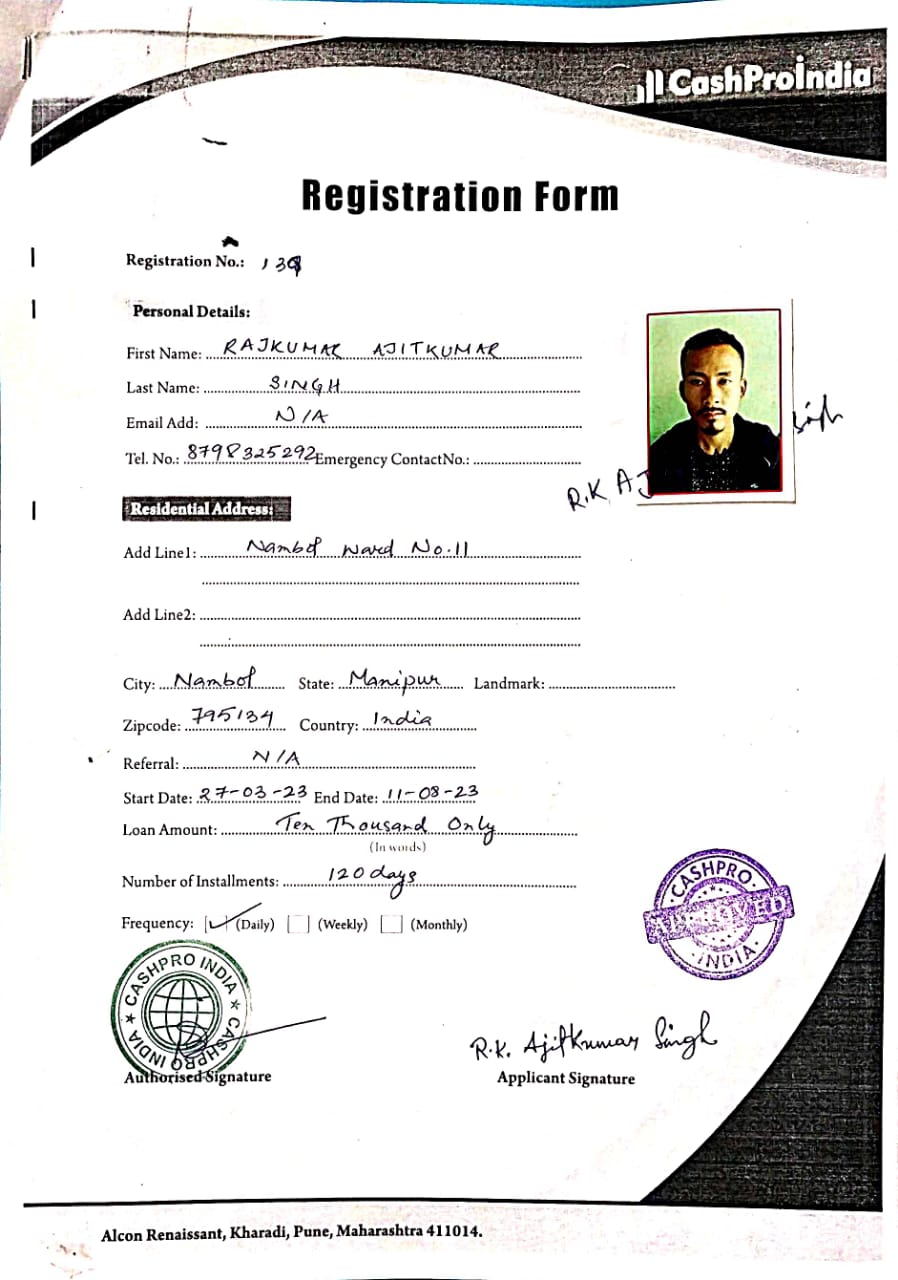 CashProIndia
Registration Form
Registration No.: 139
Personal Details:
First Name: RAJKUMAR AJITKUMAR
Last Name: SINGH
Email Add: N/A
Tel. No.: 8798325292 Emergency ContactNo.:
R.K AJ Singh
Residential Address:
Add Line1: Nambol Ward No. 11
Add Line2:
City: Nambol State: Manipur Landmark:
Zipcode: 795134 Country: India
Referral: N/A
Start Date: 27-03-23 End Date: 11-08-23
Loan Amount: Ten Thousand Only
(In words)
Number of Installments: 120 days
Frequency: (Daily) (Weekly) (Monthly)
CASHPRO INDIA ★ CASHPRO INDIA ★
CASHPRO
APPROVED
INDIA
R.K. Ajitkumar Singh
Authorised Signature Applicant Signature
Alcon Renaissant, Kharadi, Pune, Maharashtra 411014.